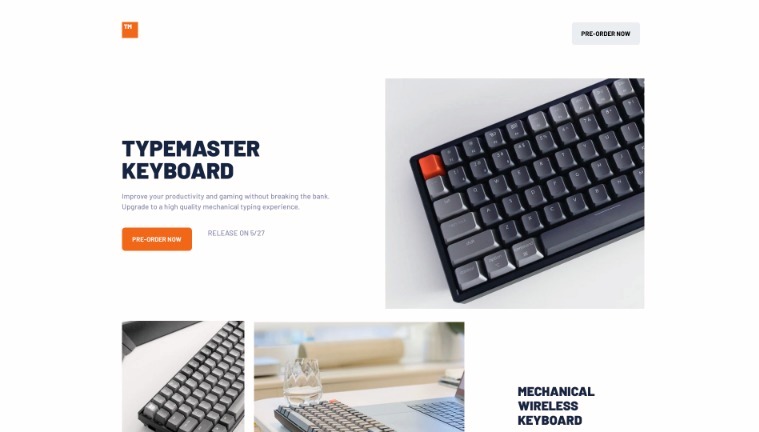 TM
PRE-ORDER NOW
TYPEMASTER
KEYBOARD
Improve your productivity and gaming without breaking the bank.
Upgrade to a high quality mechanical typing experience.
PRE-ORDER NOW
RELEASE ON 5/27
MECHANICAL
WIRELESS
KEYBOARD